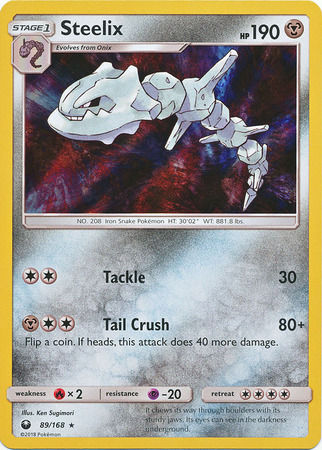 STAGE 1
Steelix
HP 190
Evolves from Onix
NO. 208 Iron Snake Pokémon HT: 30'02" WT: 881.8 lbs.
Tackle 30
Tail Crush 80+
Flip a coin. If heads, this attack does 40 more damage.
weakness × 2 resistance -20 retreat
Illus. Ken Sugimori
It chews its way through boulders with its
sturdy jaws. Its eyes can see in the darkness
underground.
89/168 ★
©2018 Pokémon